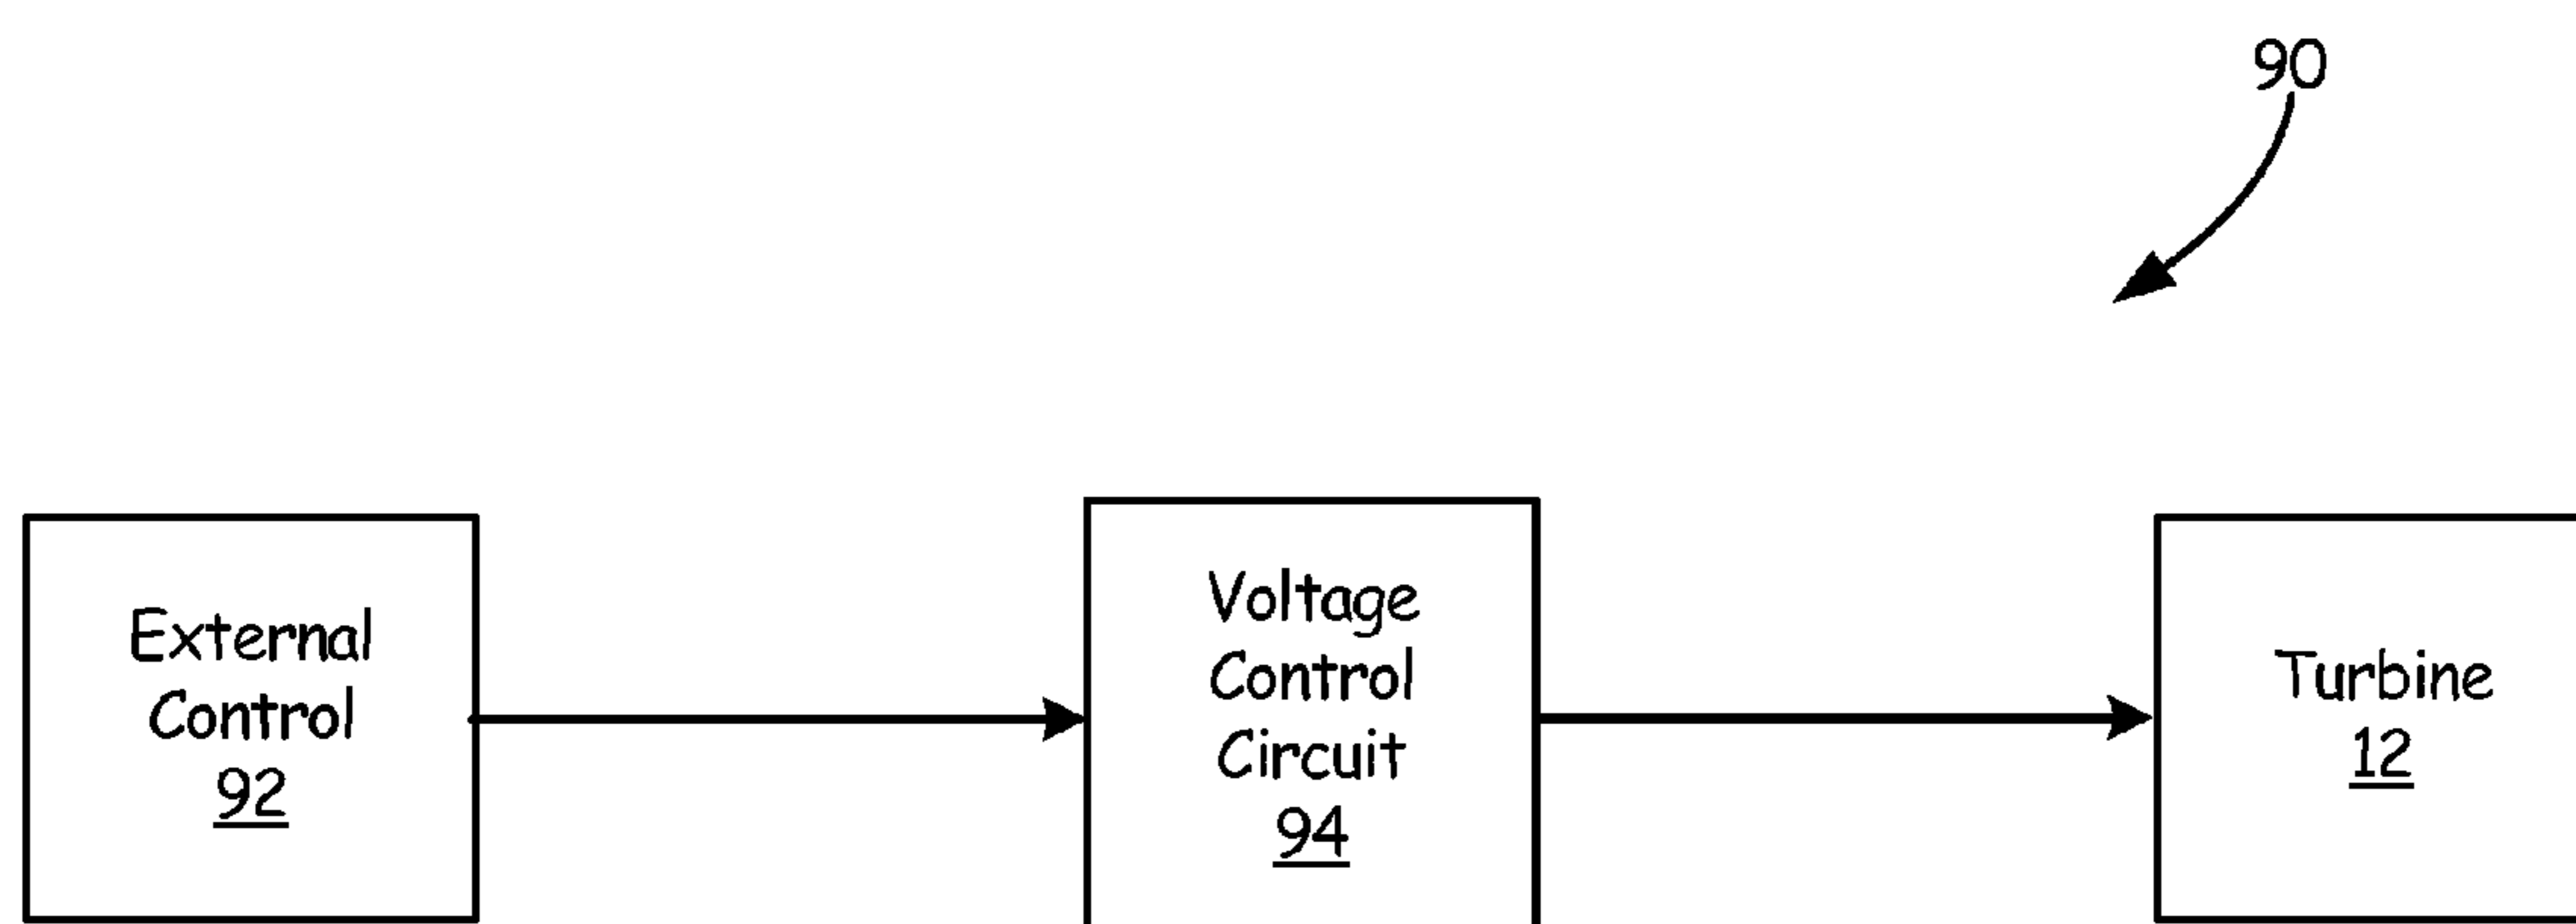 90
External
Control
92
Voltage
Control
Circuit
94
Turbine
12